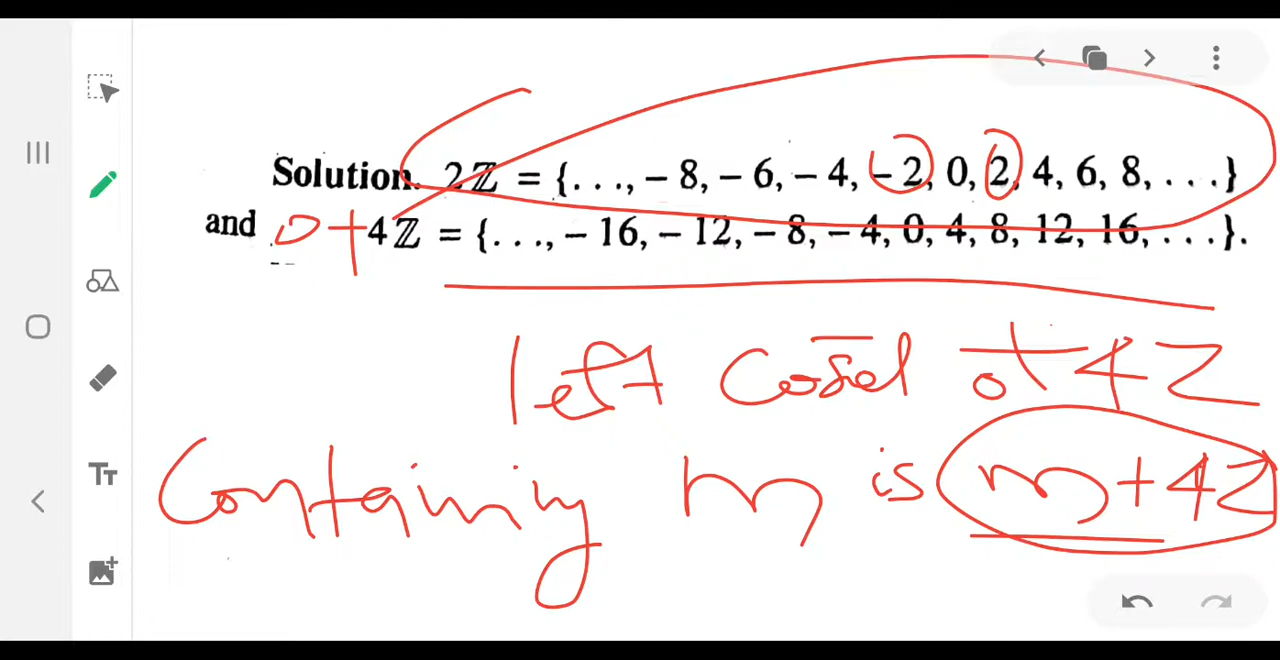 Solution. 2ℤ = {. . ., – 8, – 6, – 4, – 2, 0, 2, 4, 6, 8, . . .}
and 0+4ℤ = {. . ., – 16, – 12, – 8, – 4, 0, 4, 8, 12, 16, . . .}.
left coset of 4Z
Containing m is m+4Z
TT